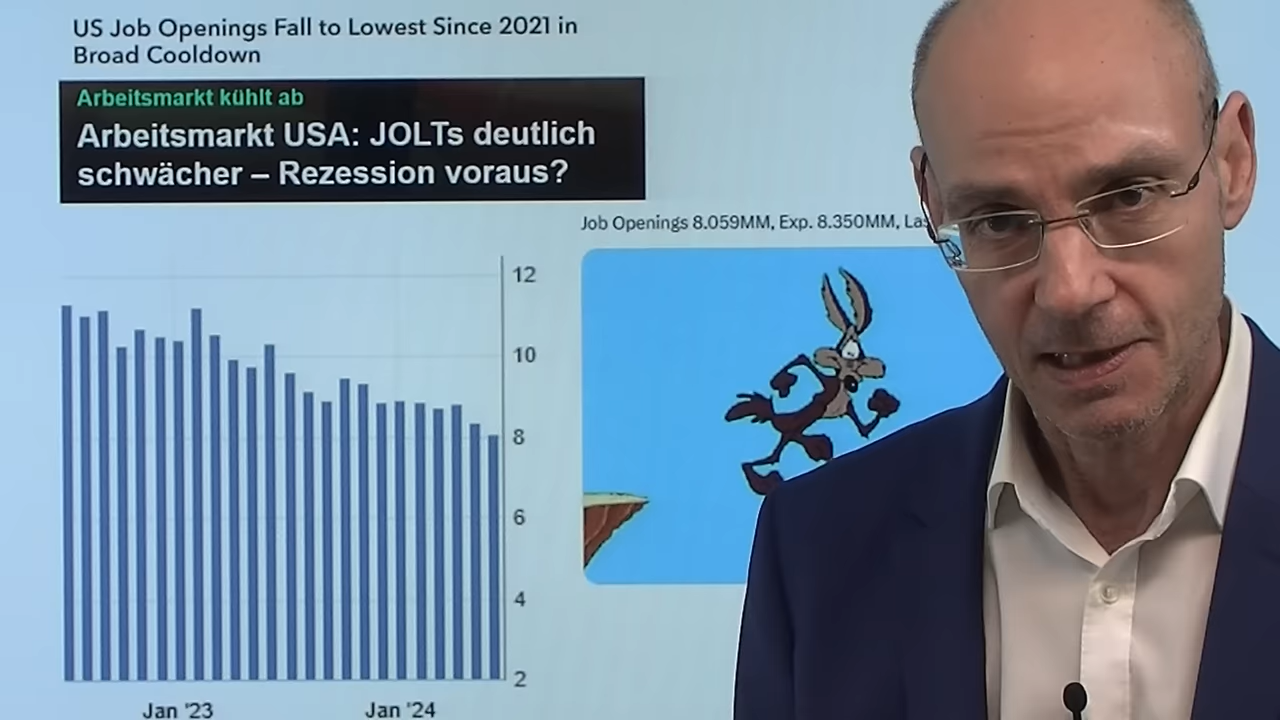 US Job Openings Fall to Lowest Since 2021 in
Broad Cooldown
Arbeitsmarkt kühlt ab
Arbeitsmarkt USA: JOLTs deutlich
schwächer – Rezession voraus?
Job Openings 8.059MM, Exp. 8.350MM, Las
12
10
8
6
4
2
Jan '23
Jan '24